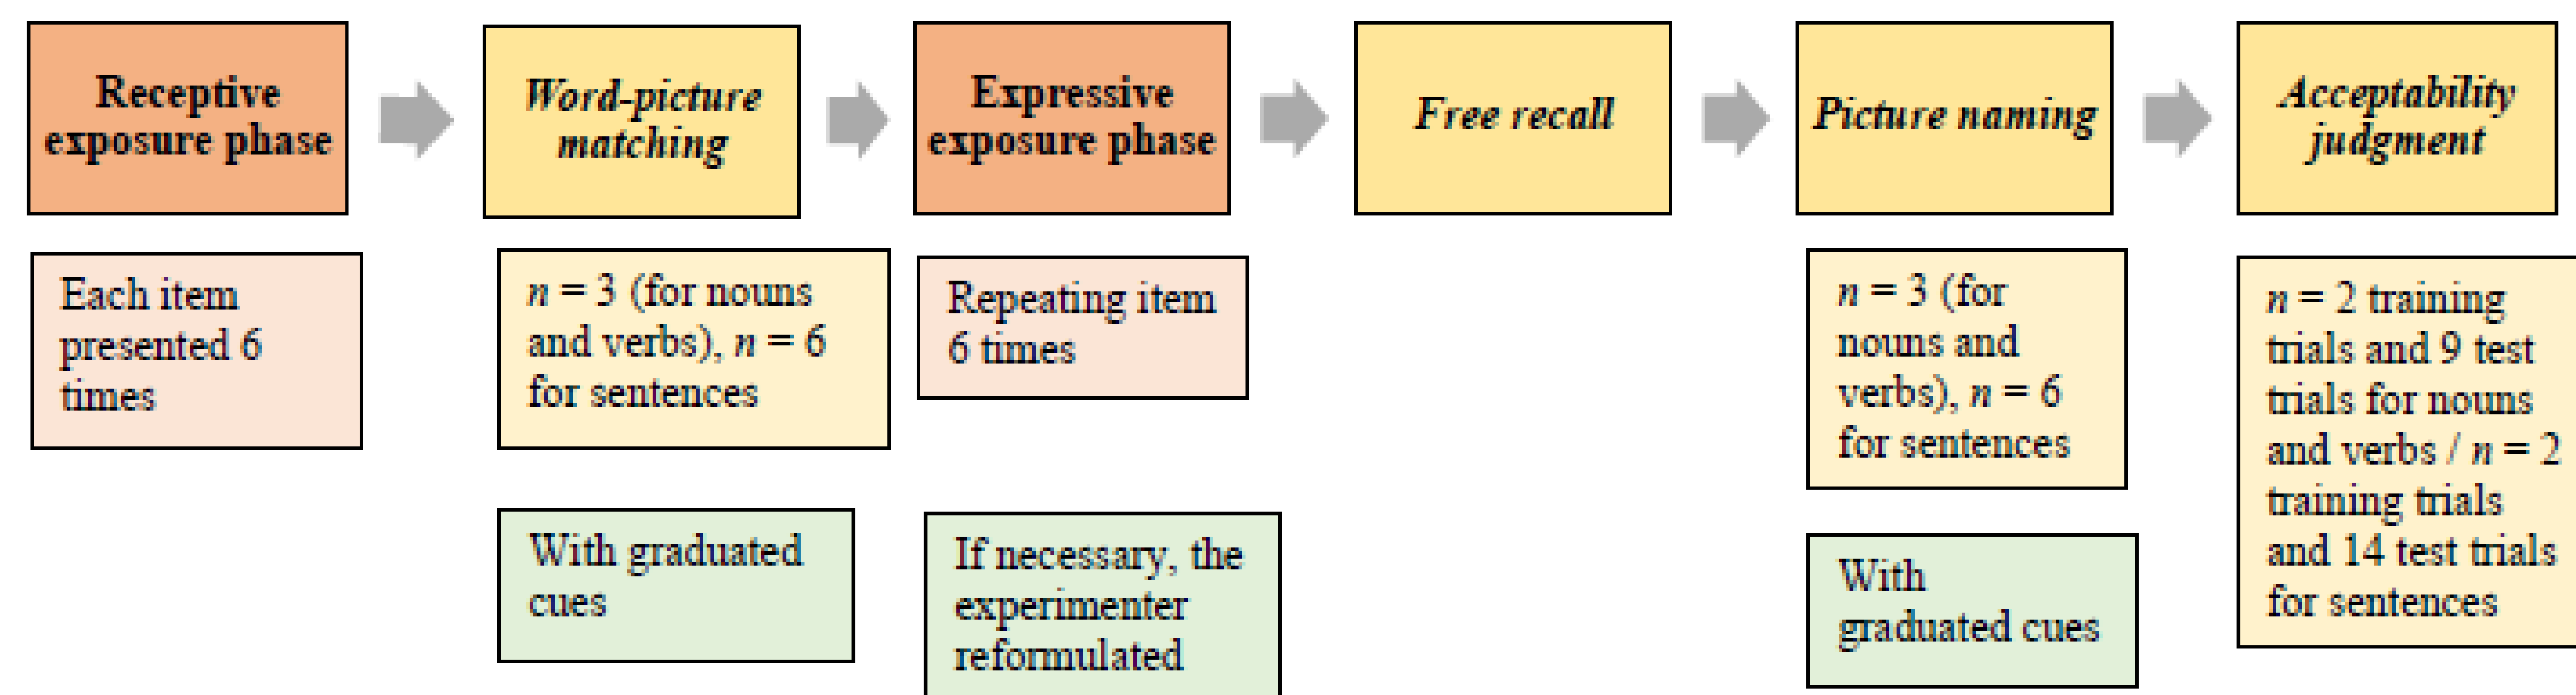 Receptive
exposure phase
Word-picture
matching
Expressive
exposure phase
Free recall
Picture naming
Acceptability
judgment
Each item
presented 6
times
n = 3 (for nouns
and verbs), n = 6
for sentences
Repeating item
6 times
n = 3 (for
nouns and
verbs), n = 6
for sentences
n = 2 training
trials and 9 test
trials for nouns
and verbs / n = 2
training trials
and 14 test trials
for sentences
With graduated
cues
If necessary, the
experimenter
reformulated
With
graduated cues